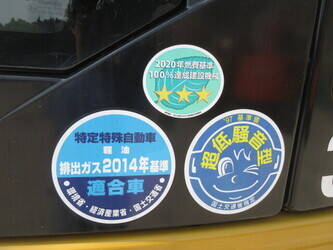 2020年燃費基準
100%達成建設機械
特定特殊自動車
軽油
排出ガス2014年基準
適合車
環境省・経済産業省・国土交通省
'97基準値
超低騒音型
国土交通省指定
3